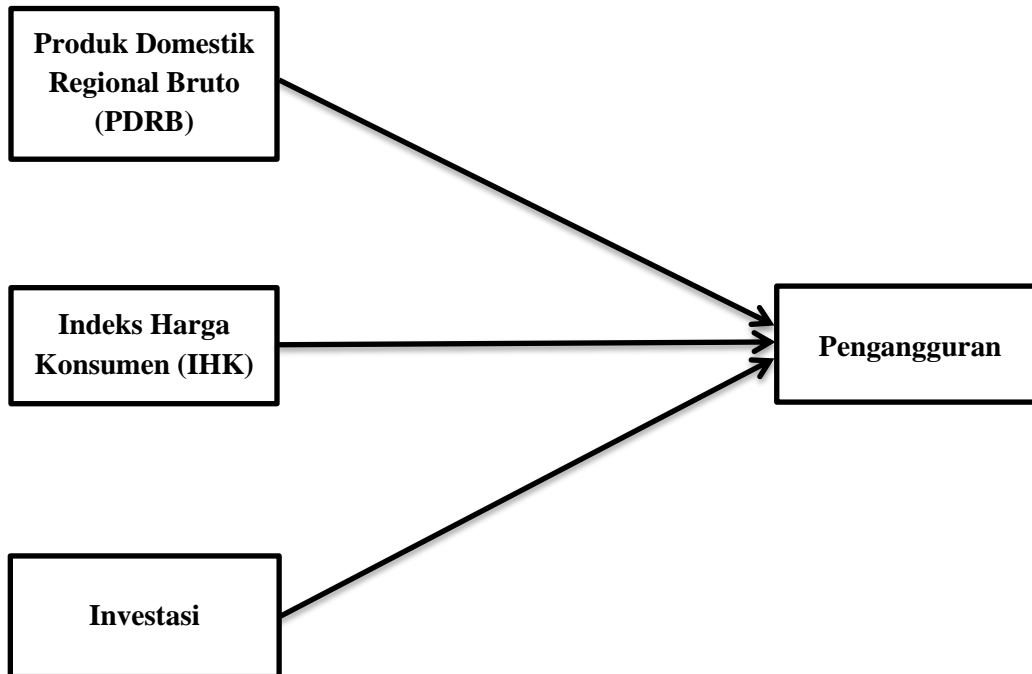 Produk Domestik
Regional Bruto
(PDRB)
Indeks Harga
Konsumen (IHK)
Pengangguran
Investasi